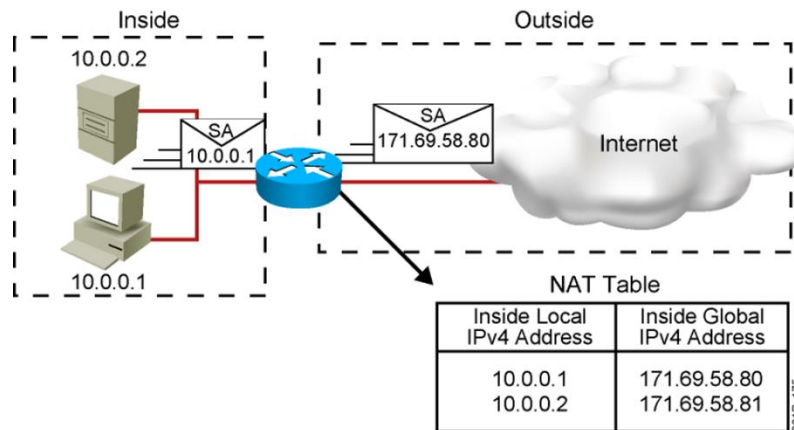 Inside
Outside
10.0.0.2
SA
10.0.0.1
SA
171.69.58.80
Internet
10.0.0.1
NAT Table
Inside Local IPv4 Address
Inside Global IPv4 Address
10.0.0.1 171.69.58.80
10.0.0.2 171.69.58.81